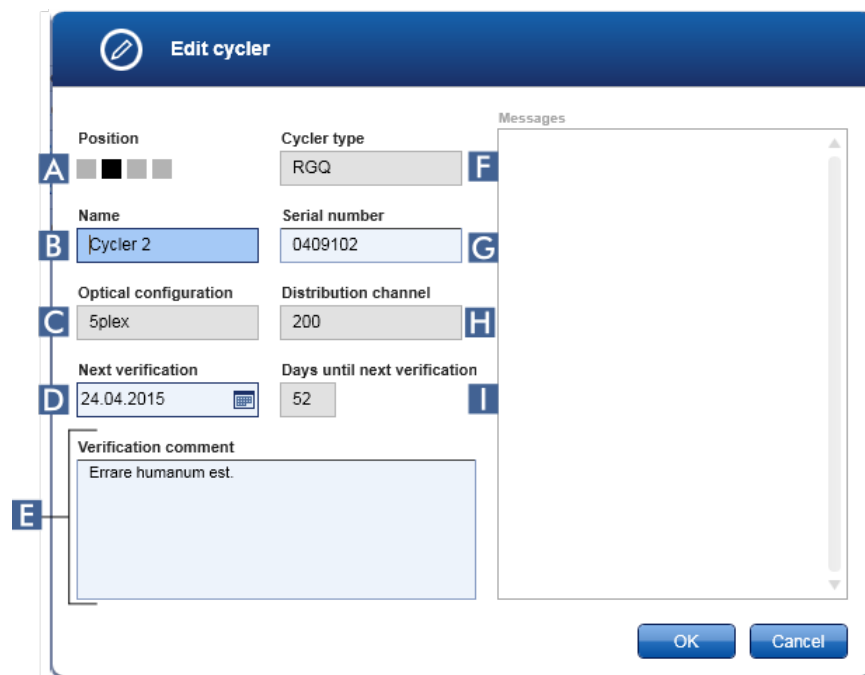 Edit cycler
Messages
Position
Cycler type
A
RGQ
F
Name
Serial number
B
Cycler 2
0409102
G
Optical configuration
Distribution channel
C
5plex
200
H
Next verification
Days until next verification
D
24.04.2015
52
I
Verification comment
Errare humanum est.
E
OK
Cancel